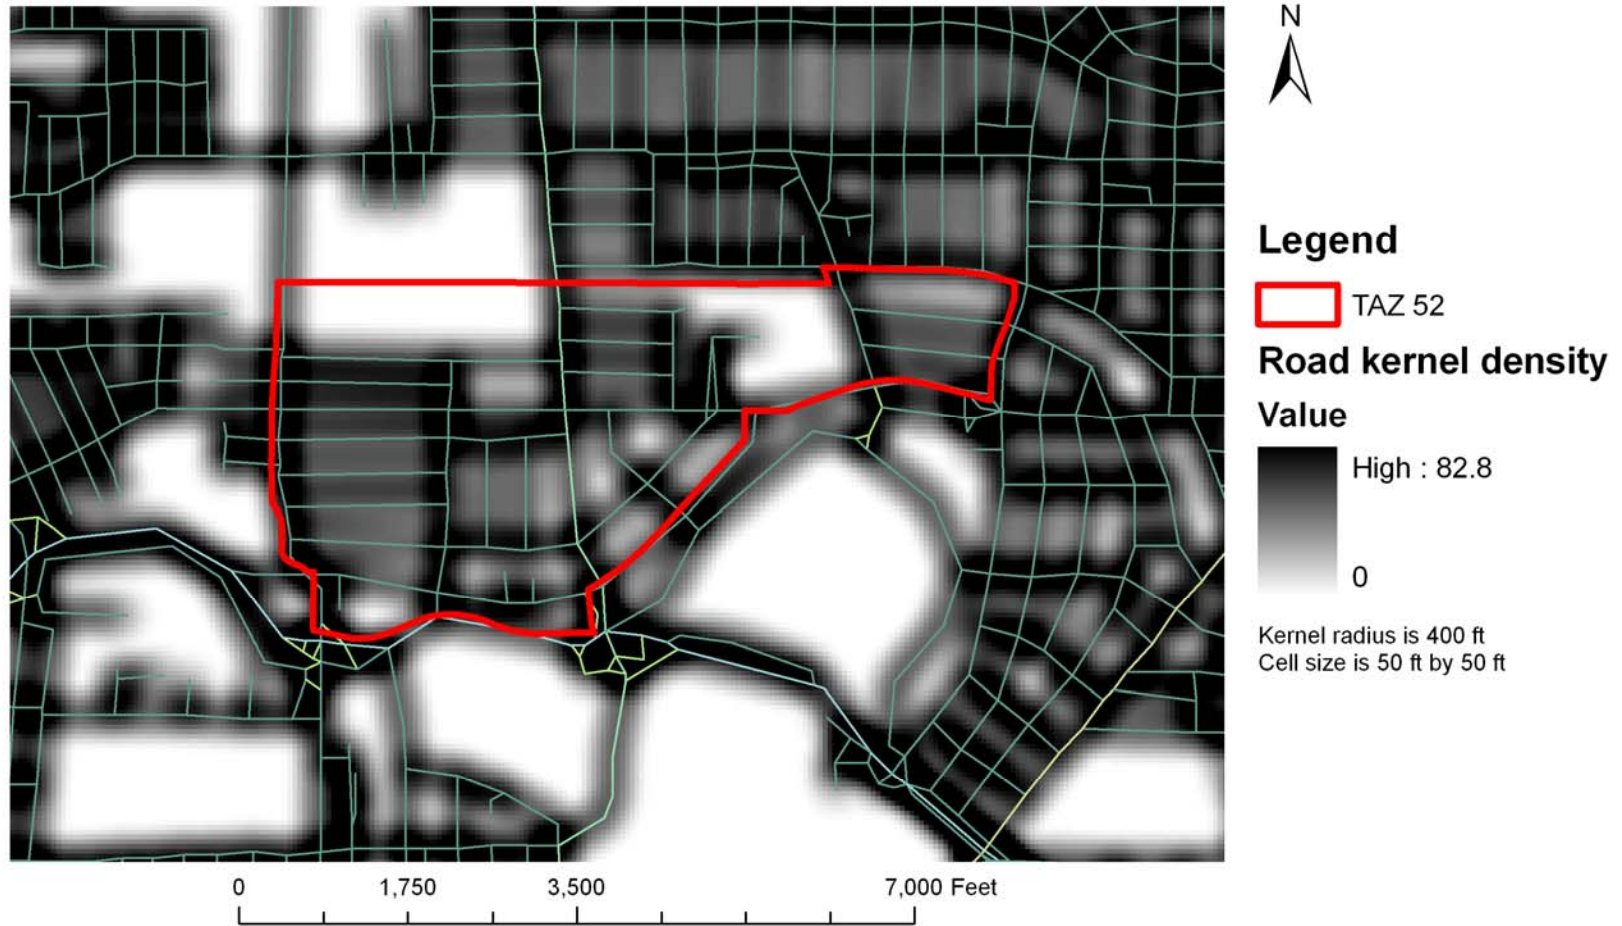 N
Legend
TAZ 52
Road kernel density
Value
High : 82.8
0
Kernel radius is 400 ft
Cell size is 50 ft by 50 ft
0 1,750 3,500 7,000 Feet